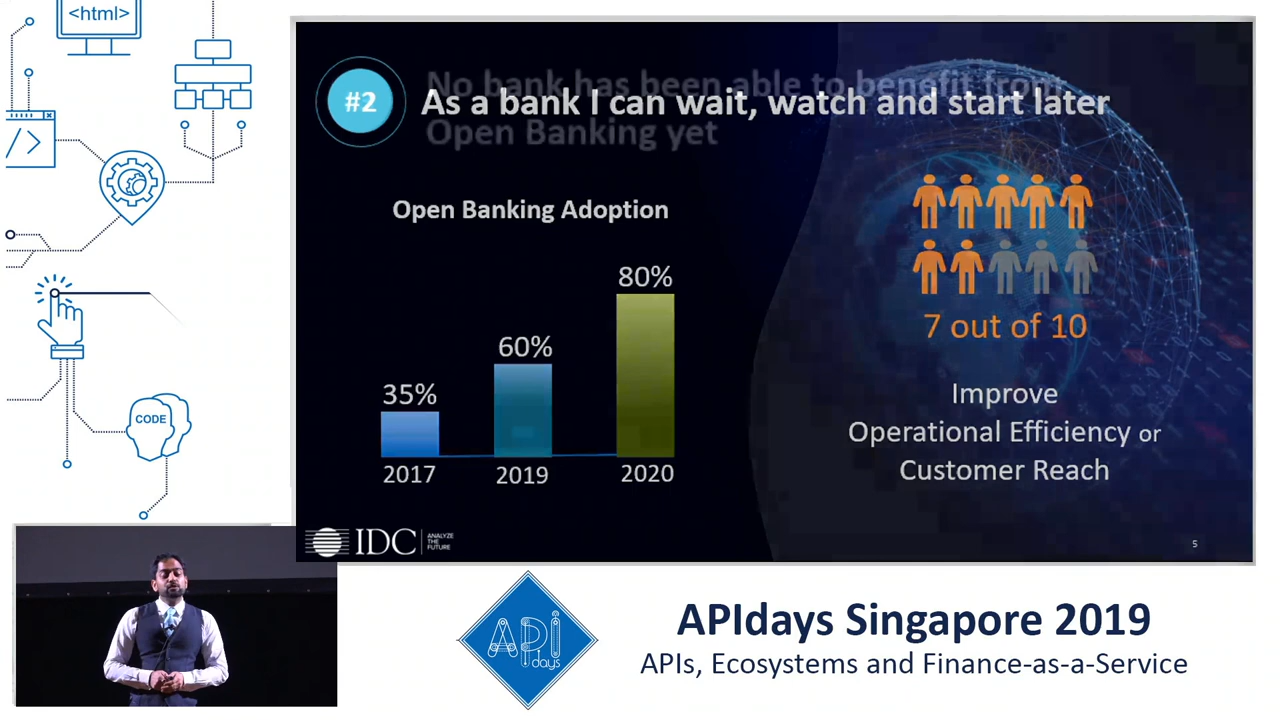 <html>
</>
CODE
#2
No bank has been able to benefit from
As a bank I can wait, watch and start later
Open Banking yet
Open Banking Adoption
80%
60%
35%
2017
2019
2020
7 out of 10
Improve
Operational Efficiency or
Customer Reach
IDC
ANALYZE
THE
FUTURE
5
API
days
APIdays Singapore 2019
APIs, Ecosystems and Finance-as-a-Service